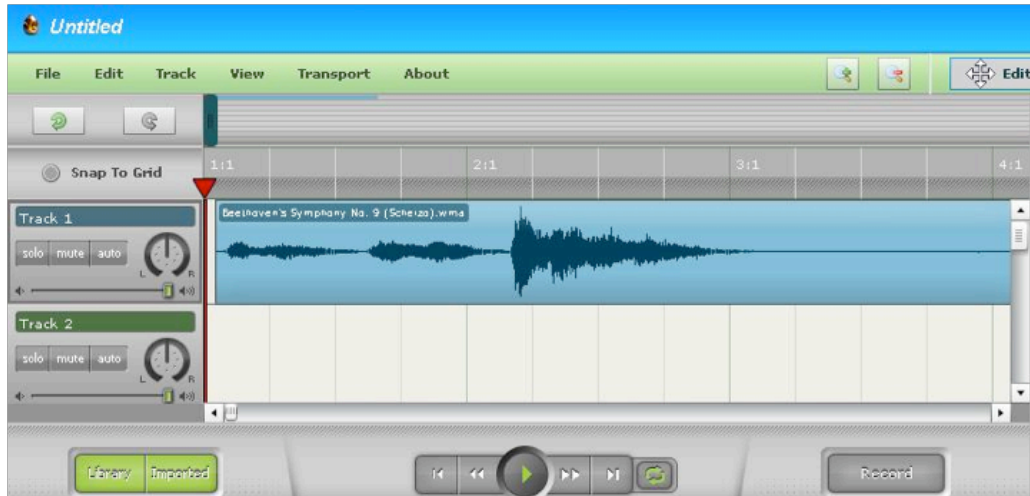 Untitled
File Edit Track View Transport About
Edit
Snap To Grid
1:1 2:1 3:1 4:1
Track 1
Beethoven's Symphony No. 9 (Scherzo).wma
solo mute auto
L R
Track 2
solo mute auto
L R
Library Imported
Record